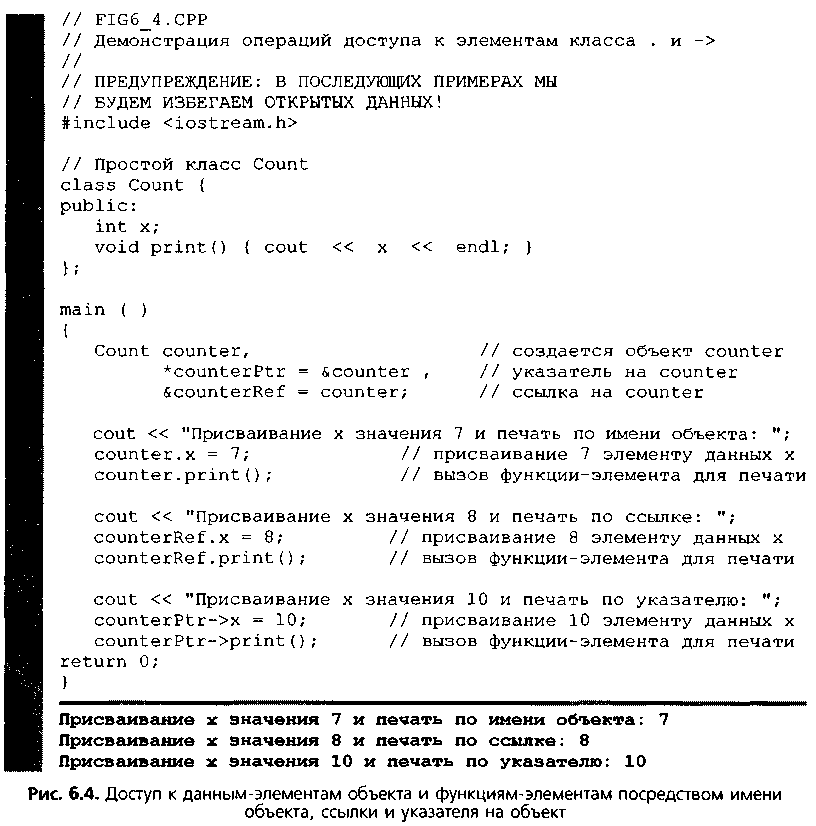 // FIG6_4.CPP
// Демонстрация операций доступа к элементам класса . и ->
//
// ПРЕДУПРЕЖДЕНИЕ: В ПОСЛЕДУЮЩИХ ПРИМЕРАХ МЫ
// БУДЕМ ИЗБЕГАЕМ ОТКРЫТЫХ ДАННЫХ!
#include <iostream.h>
// Простой класс Count
class Count {
public:
int x;
void print() { cout << x << endl; }
};
main ( )
{
Count counter, // создается объект counter
*counterPtr = &counter , // указатель на counter
&counterRef = counter; // ссылка на counter
cout << "Присваивание x значения 7 и печать по имени объекта: ";
counter.x = 7; // присваивание 7 элементу данных x
counter.print(); // вызов функции-элемента для печати
cout << "Присваивание x значения 8 и печать по ссылке: ";
counterRef.x = 8; // присваивание 8 элементу данных x
counterRef.print(); // вызов функции-элемента для печати
cout << "Присваивание x значения 10 и печать по указателю: ";
counterPtr->x = 10; // присваивание 10 элементу данных x
counterPtr->print(); // вызов функции-элемента для печати
return 0;
}
Присваивание x значения 7 и печать по имени объекта: 7
Присваивание x значения 8 и печать по ссылке: 8
Присваивание x значения 10 и печать по указателю: 10
Рис. 6.4. Доступ к данным-элементам объекта и функциям-элементам посредством имени
объекта, ссылки и указателя на объект